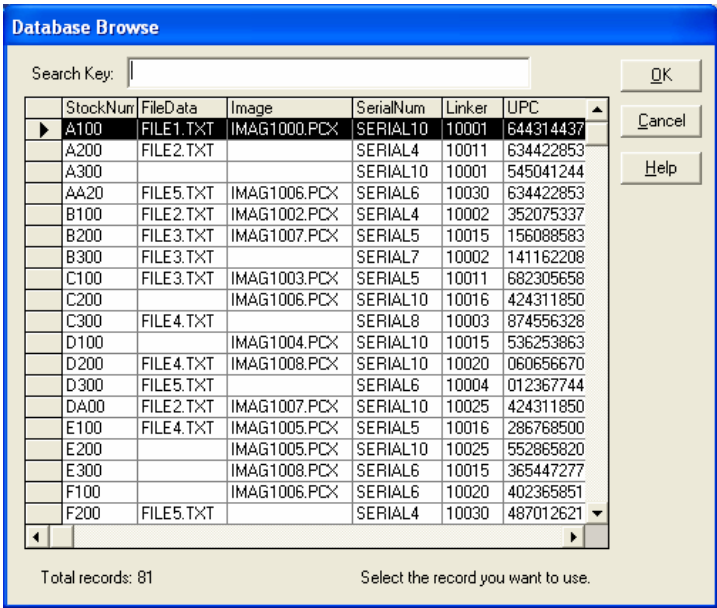 Database Browse
Search Key:
OK
Cancel
Help
StockNum FileData Image SerialNum Linker UPC
A100 FILE1.TXT IMAG1000.PCX SERIAL10 10001 644314437
A200 FILE2.TXT SERIAL4 10011 634422853
A300 SERIAL10 10001 545041244
AA20 FILE5.TXT IMAG1006.PCX SERIAL6 10030 634422853
B100 FILE2.TXT IMAG1002.PCX SERIAL4 10002 352075337
B200 FILE3.TXT IMAG1007.PCX SERIAL5 10015 156088583
B300 FILE3.TXT SERIAL7 10002 141162208
C100 FILE3.TXT IMAG1003.PCX SERIAL5 10011 682305658
C200 IMAG1006.PCX SERIAL10 10016 424311850
C300 FILE4.TXT SERIAL8 10003 874556328
D100 IMAG1004.PCX SERIAL10 10015 536253863
D200 FILE4.TXT IMAG1008.PCX SERIAL10 10020 060656670
D300 FILE5.TXT SERIAL6 10004 012367744
DA00 FILE2.TXT IMAG1007.PCX SERIAL10 10025 424311850
E100 FILE4.TXT IMAG1005.PCX SERIAL5 10016 286768500
E200 IMAG1005.PCX SERIAL10 10025 552865820
E300 IMAG1008.PCX SERIAL6 10015 365447277
F100 IMAG1006.PCX SERIAL6 10020 402365851
F200 FILE5.TXT SERIAL4 10030 487012621
Total records: 81
Select the record you want to use.